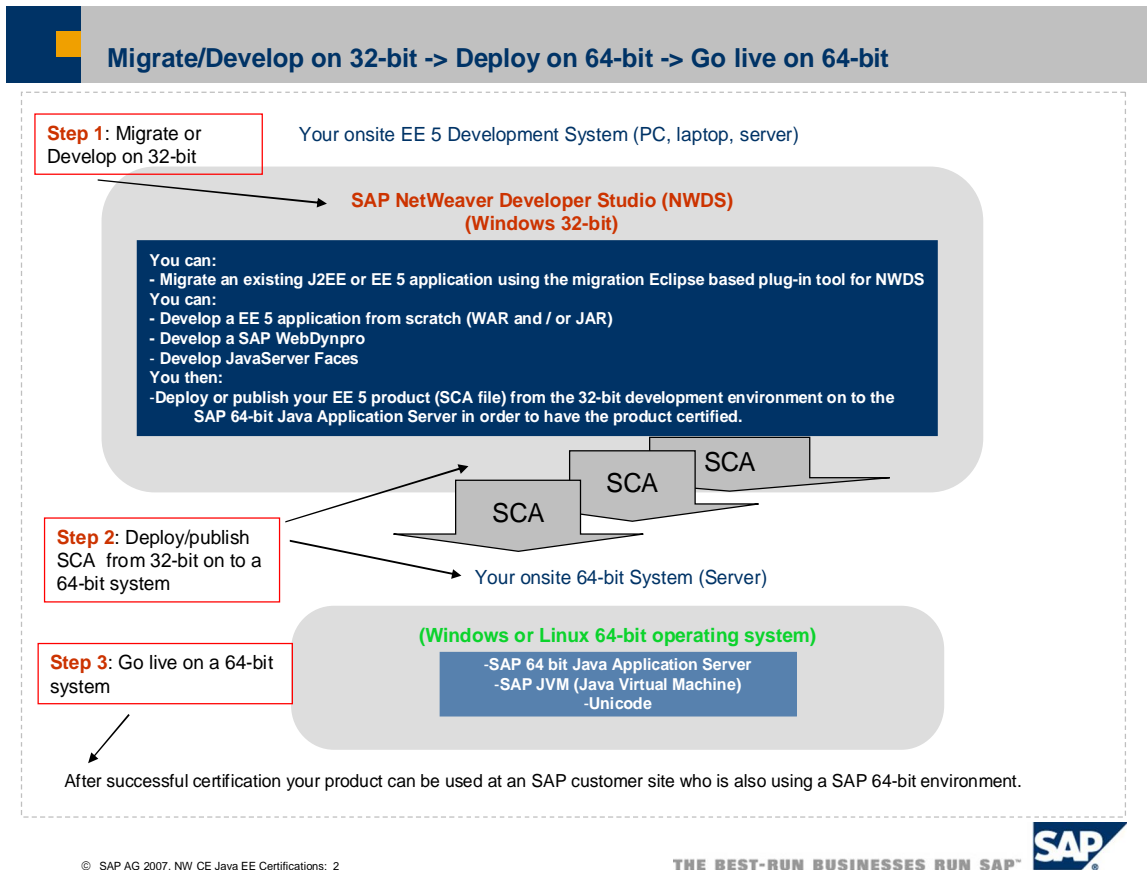 Migrate/Develop on 32-bit -> Deploy on 64-bit -> Go live on 64-bit
Step 1: Migrate or
Develop on 32-bit
Your onsite EE 5 Development System (PC, laptop, server)
SAP NetWeaver Developer Studio (NWDS)
(Windows 32-bit)
You can:
- Migrate an existing J2EE or EE 5 application using the migration Eclipse based plug-in tool for NWDS
You can:
- Develop a EE 5 application from scratch (WAR and / or JAR)
- Develop a SAP WebDynpro
- Develop JavaServer Faces
You then:
-Deploy or publish your EE 5 product (SCA file) from the 32-bit development environment on to the
SAP 64-bit Java Application Server in order to have the product certified.
SCA
SCA
SCA
Step 2: Deploy/publish
SCA from 32-bit on to a
64-bit system
Your onsite 64-bit System (Server)
(Windows or Linux 64-bit operating system)
-SAP 64 bit Java Application Server
-SAP JVM (Java Virtual Machine)
-Unicode
Step 3: Go live on a 64-bit
system
After successful certification your product can be used at an SAP customer site who is also using a SAP 64-bit environment.
© SAP AG 2007, NW CE Java EE Certifications: 2
THE BEST-RUN BUSINESSES RUN SAP™
SAP®